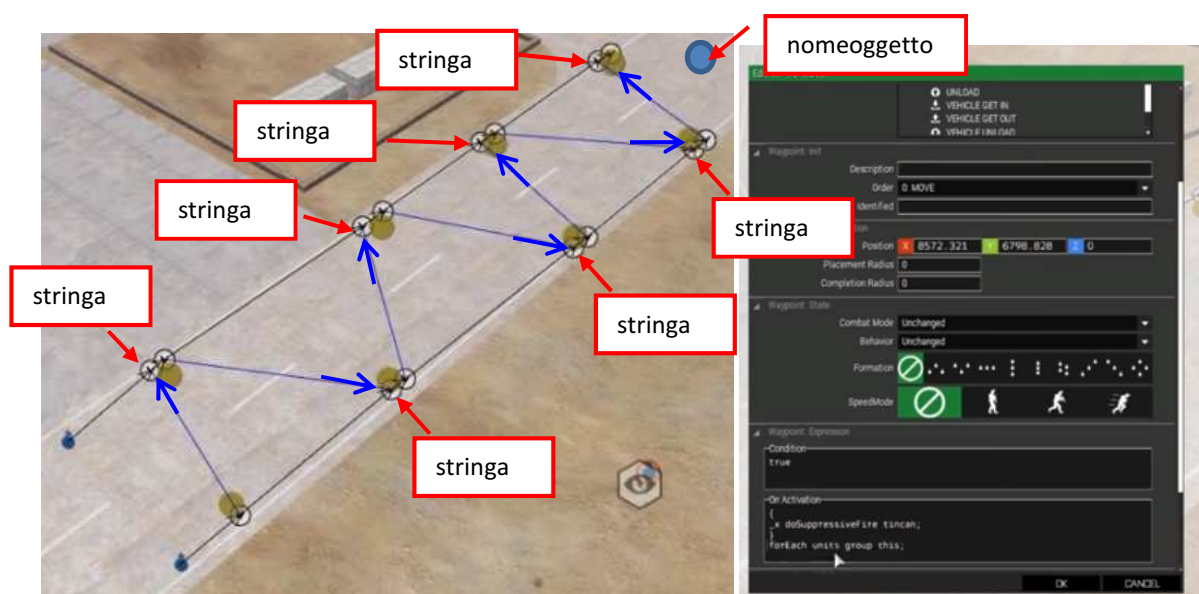 nomeoggetto
stringa
stringa
stringa
stringa
stringa
stringa
stringa
UNLOAD
VEHICLE GET IN
VEHICLE GET OUT
VEHICLE UNLOAD
Waypoint: Init
Description
Order 0 MOVE
Identified
Position X 8572.321 Y 6798.828 Z 0
Placement Radius 0
Completion Radius 0
Waypoint: State
Combat Mode Unchanged
Behavior Unchanged
Formation
SpeedMode
Waypoint: Expression
Condition
true
On Activation
{
_x doSuppressiveFire tincan;
}
forEach units group this;
OK CANCEL